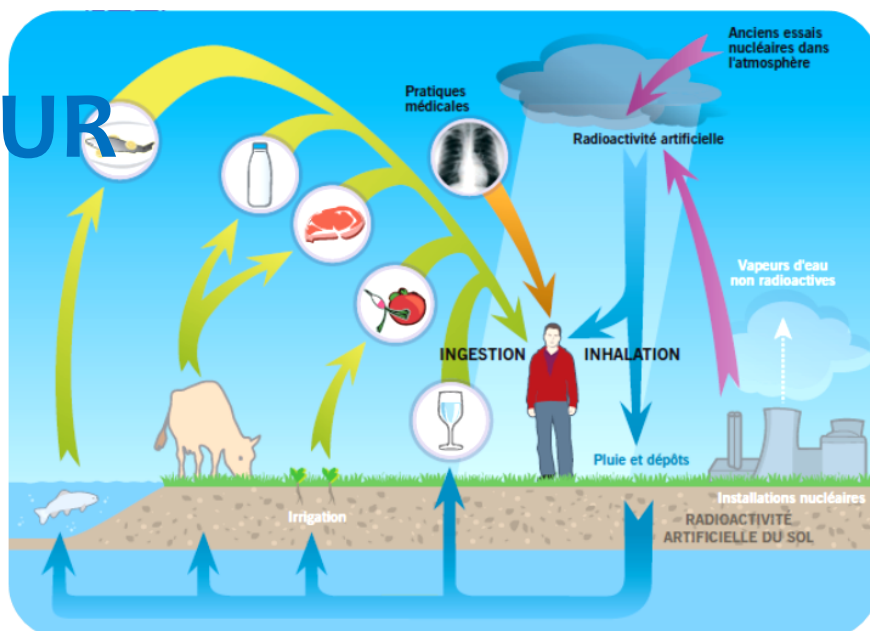 UR
Anciens essais
nucléaires dans
l'atmosphère
Pratiques
médicales
Radioactivité artificielle
Vapeurs d'eau
non radioactives
INGESTION
INHALATION
Pluie et dépôts
Installations nucléaires
Irrigation
RADIOACTIVITÉ
ARTIFICIELLE DU SOL